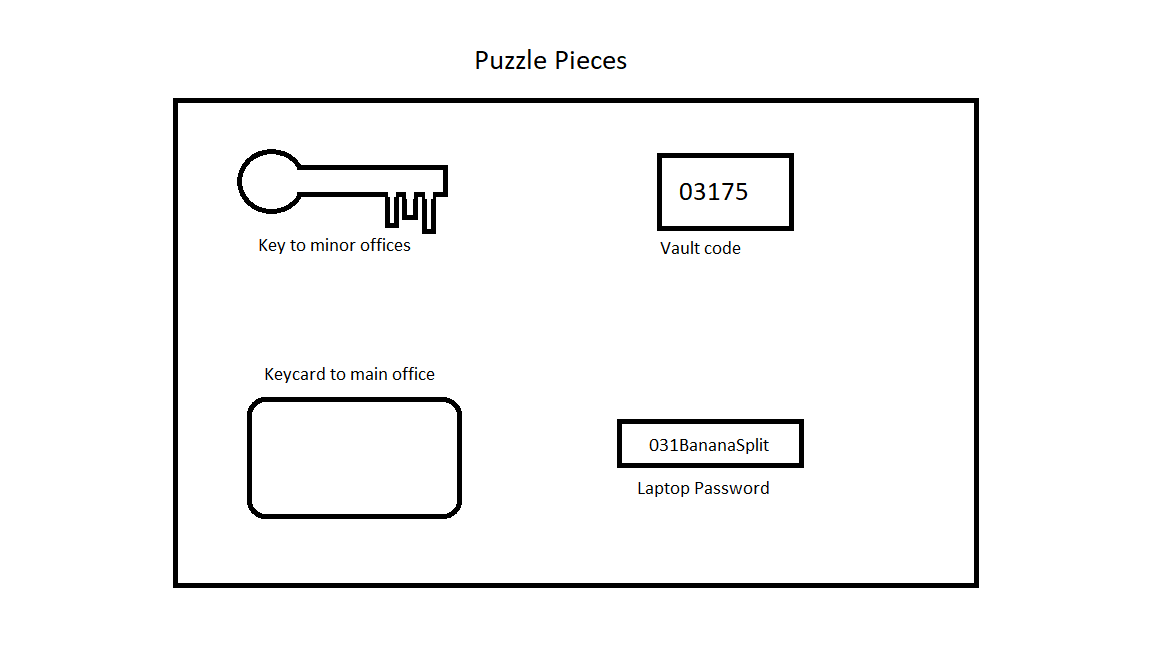 Puzzle Pieces
03175
Key to minor offices
Vault code
Keycard to main office
031BananaSplit
Laptop Password